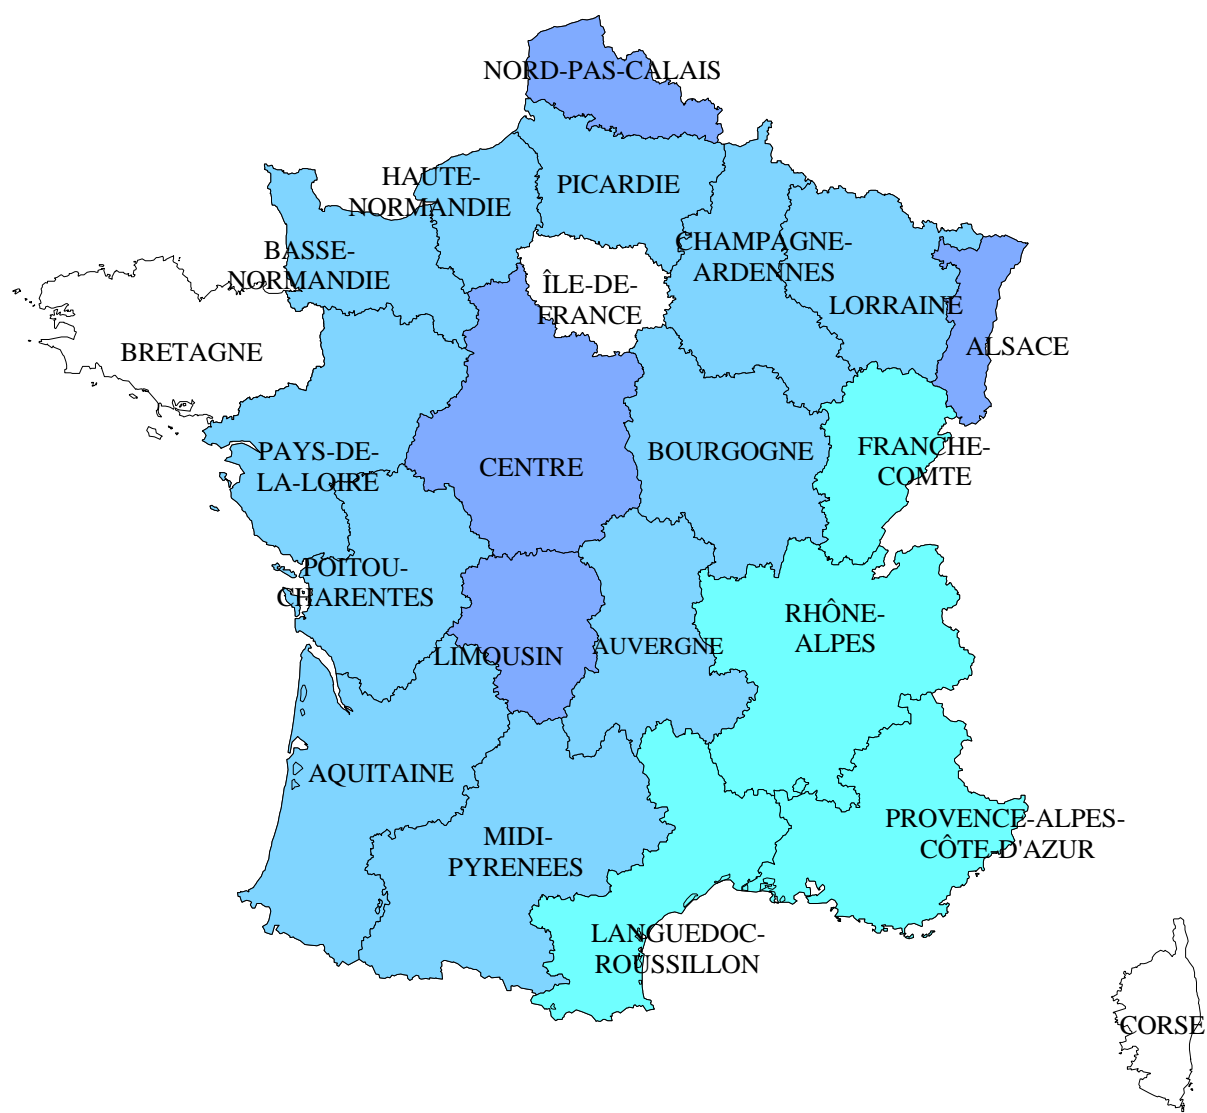 NORD-PAS-CALAIS
HAUTE-
NORMANDIE
PICARDIE
BASSE-
NORMANDIE
CHAMPAGNE-
ARDENNES
ÎLE-DE-
FRANCE
LORRAINE
ALSACE
BRETAGNE
PAYS-DE-
LA-LOIRE
CENTRE
BOURGOGNE
FRANCHE-
COMTE
POITOU-
CHARENTES
LIMOUSIN
AUVERGNE
RHÔNE-
ALPES
AQUITAINE
MIDI-
PYRENEES
PROVENCE-ALPES-
CÔTE-D'AZUR
LANGUEDOC-
ROUSSILLON
CORSE